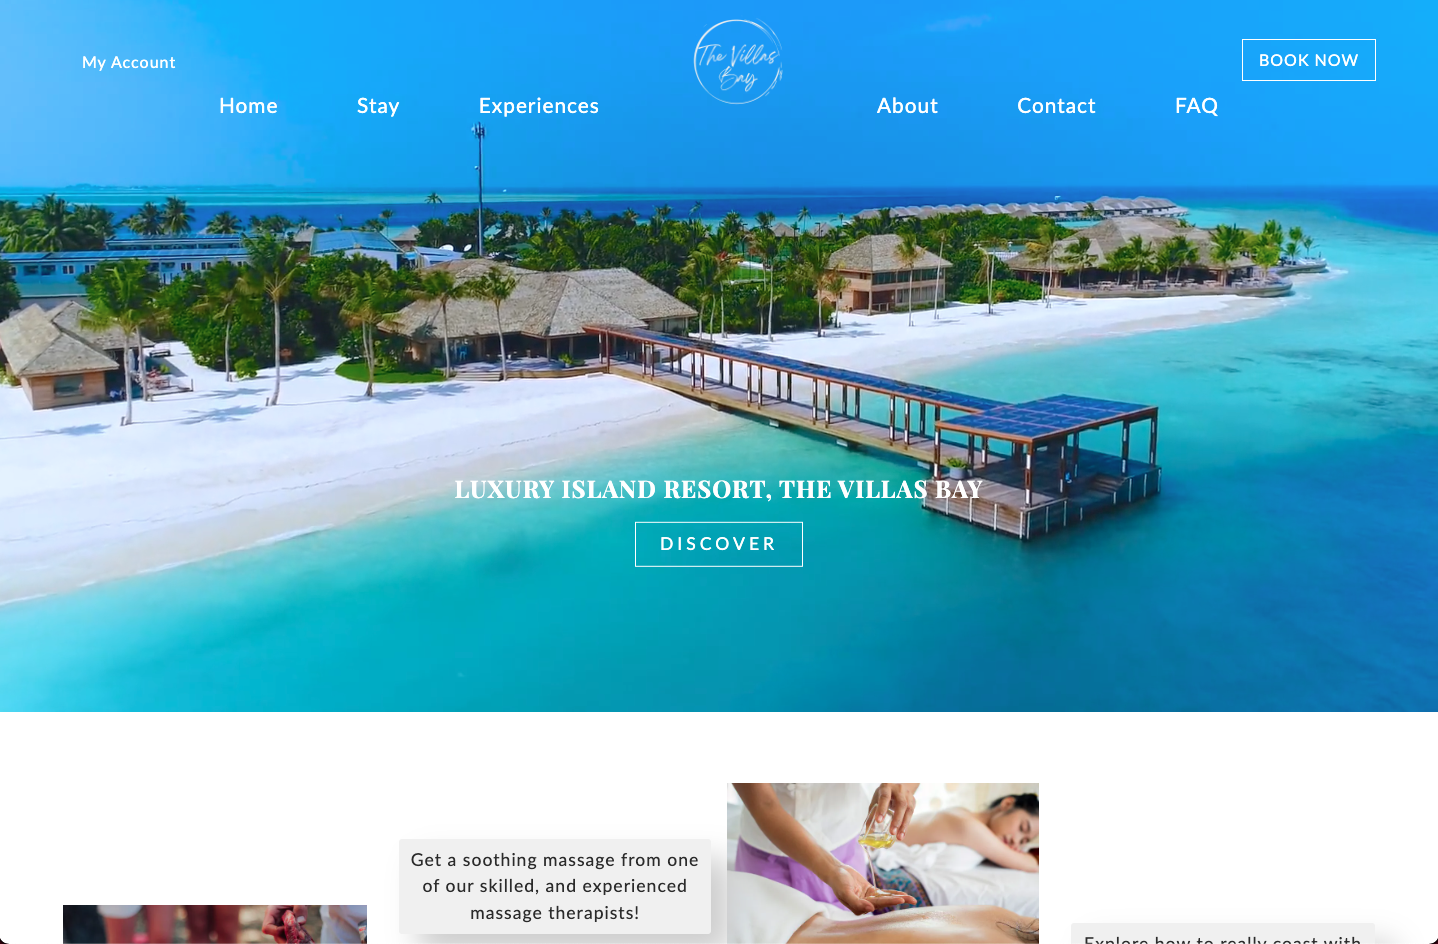 My Account
The Villas
Bay
BOOK NOW
Home
Stay
Experiences
About
Contact
FAQ
LUXURY ISLAND RESORT, THE VILLAS BAY
DISCOVER
Get a soothing massage from one
of our skilled, and experienced
massage therapists!
Explore how to really coast with